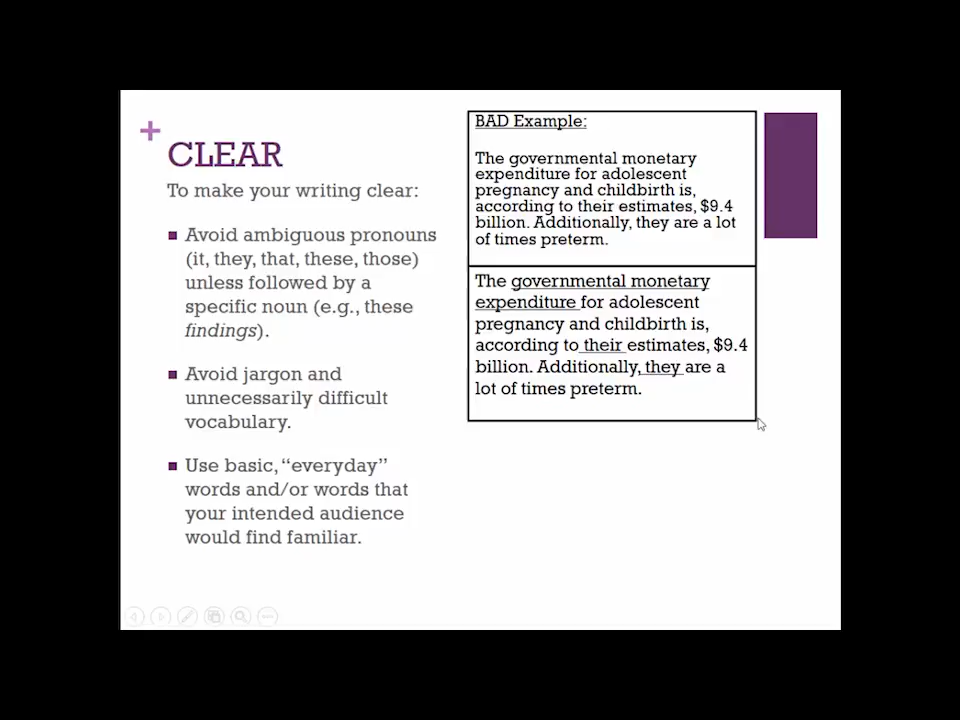 +
CLEAR
To make your writing clear:
Avoid ambiguous pronouns
(it, they, that, these, those)
unless followed by a
specific noun (e.g., these
findings).
Avoid jargon and
unnecessarily difficult
vocabulary.
Use basic, “everyday”
words and/or words that
your intended audience
would find familiar.
BAD Example:
The governmental monetary
expenditure for adolescent
pregnancy and childbirth is,
according to their estimates, $9.4
billion. Additionally, they are a lot
of times preterm.
The governmental monetary
expenditure for adolescent
pregnancy and childbirth is,
according to their estimates, $9.4
billion. Additionally, they are a
lot of times preterm.